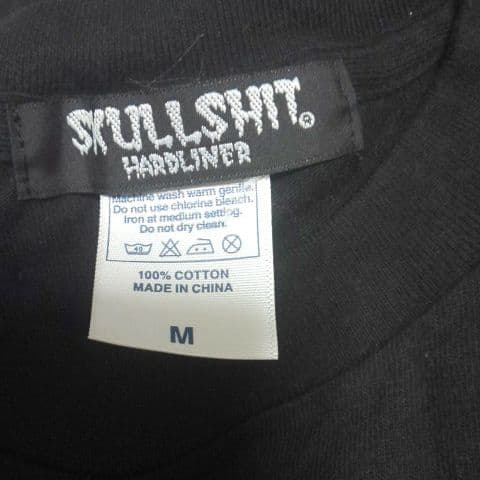 SKULLSHIT®
HARDLINER
Machine wash warm gentle.
Do not use chlorine bleach.
Iron at medium setting.
Do not dry clean.
40
100% COTTON
MADE IN CHINA
M